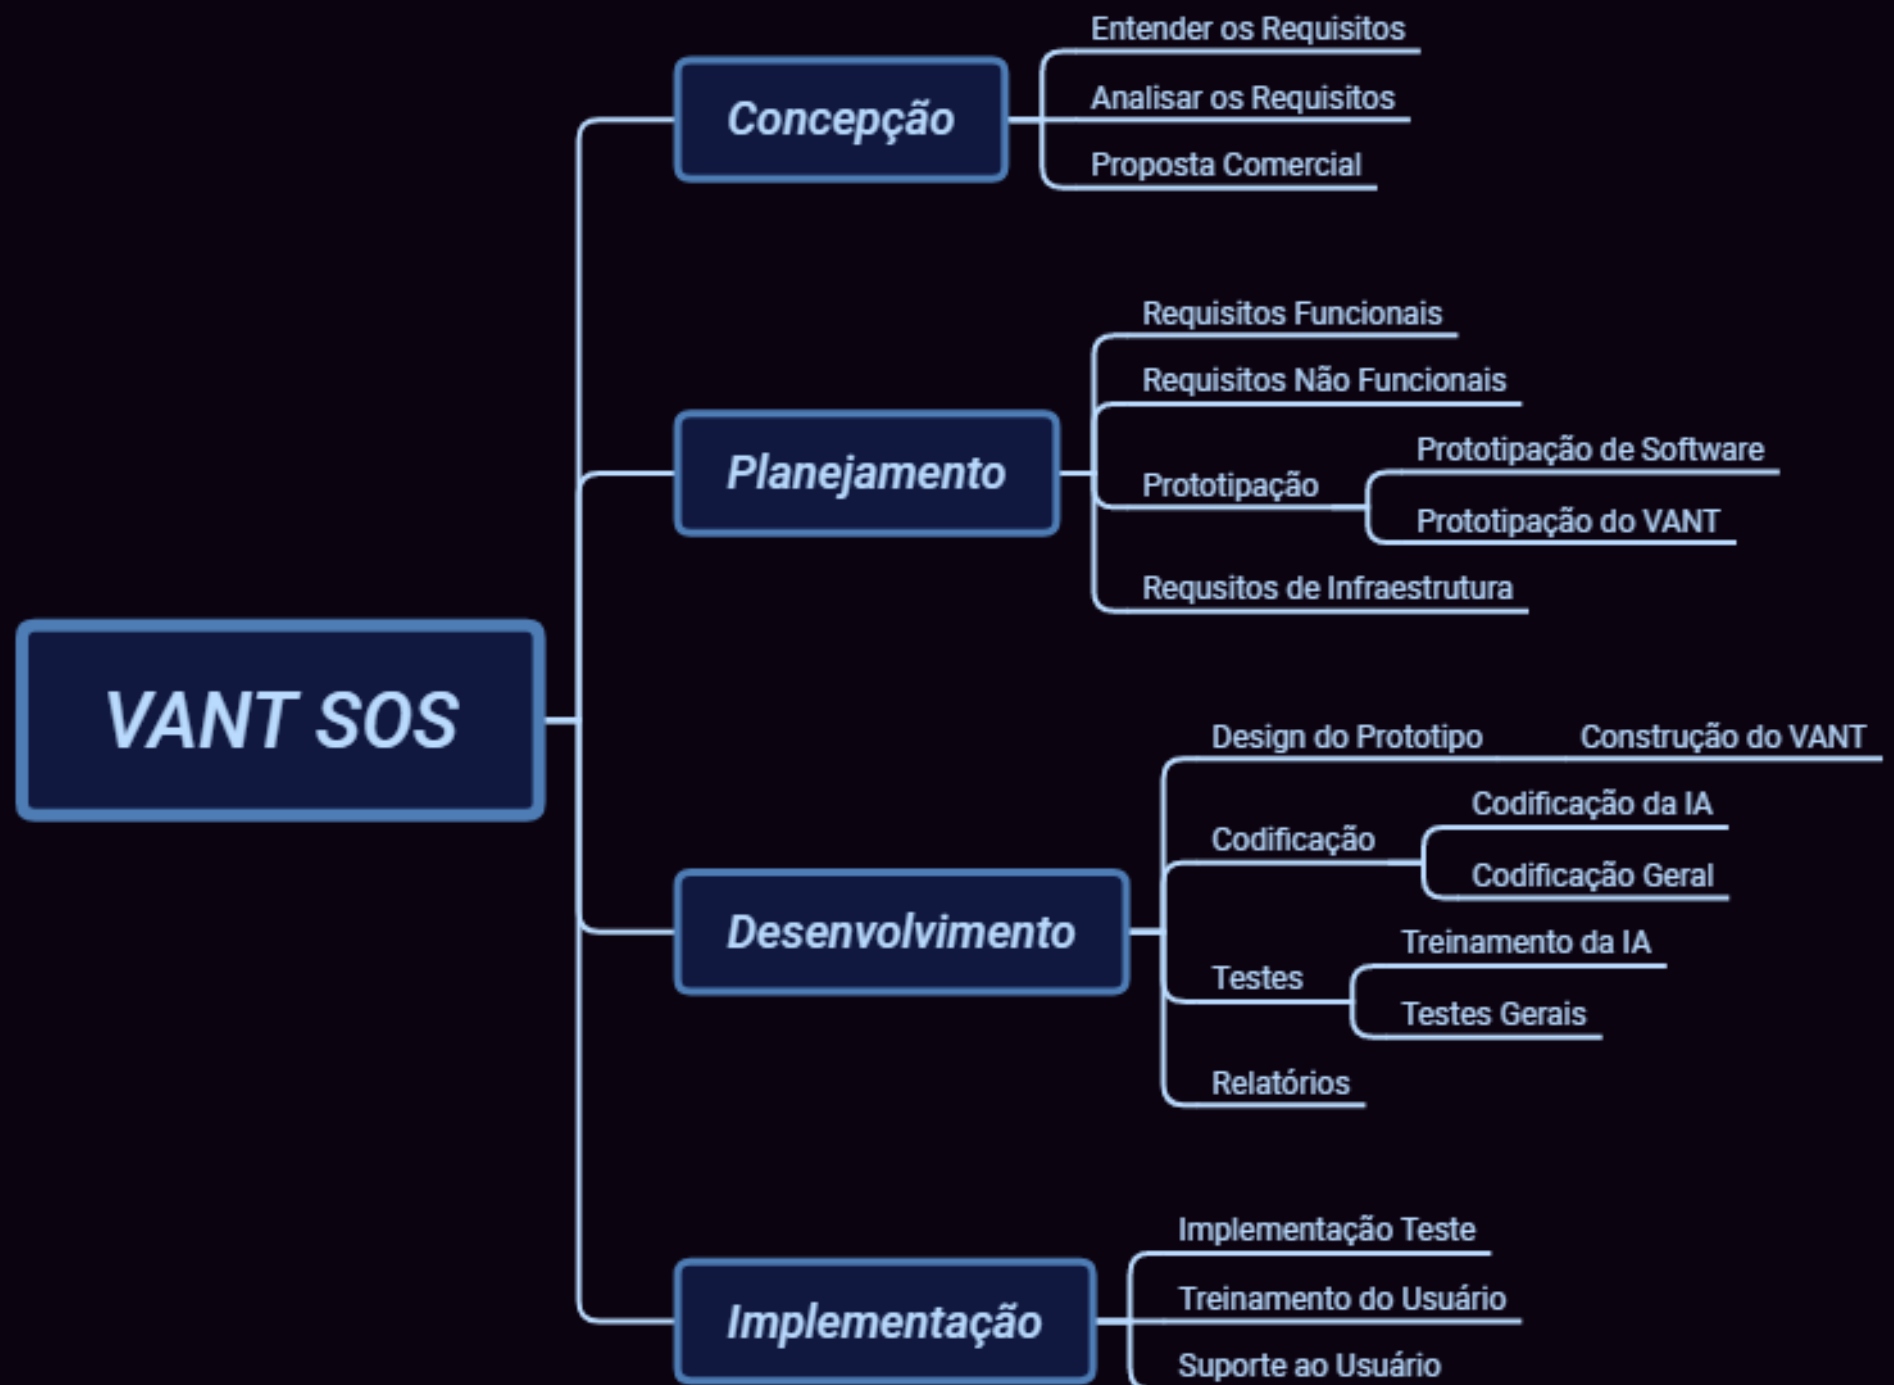 VANT SOS
Concepção
Entender os Requisitos
Analisar os Requisitos
Proposta Comercial
Planejamento
Requisitos Funcionais
Requisitos Não Funcionais
Prototipação
Prototipação de Software
Prototipação do VANT
Requsitos de Infraestrutura
Desenvolvimento
Design do Prototipo
Construção do VANT
Codificação
Codificação da IA
Codificação Geral
Testes
Treinamento da IA
Testes Gerais
Relatórios
Implementação
Implementação Teste
Treinamento do Usuário
Suporte ao Usuário